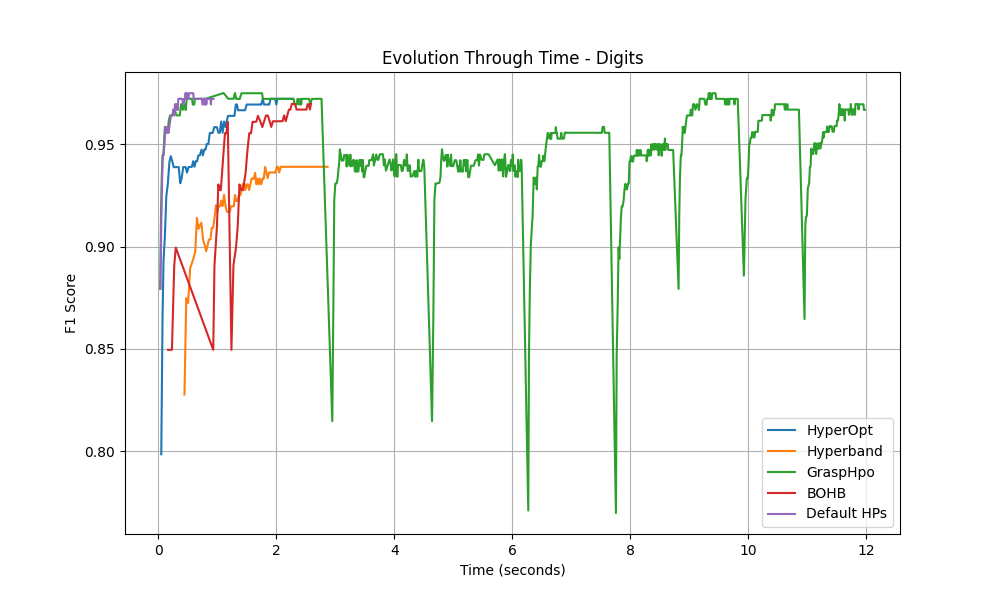 Evolution Through Time - Digits
F1 Score
0.95
0.90
0.85
0.80
0
2
4
6
8
10
12
Time (seconds)
HyperOpt
Hyperband
GraspHpo
BOHB
Default HPs